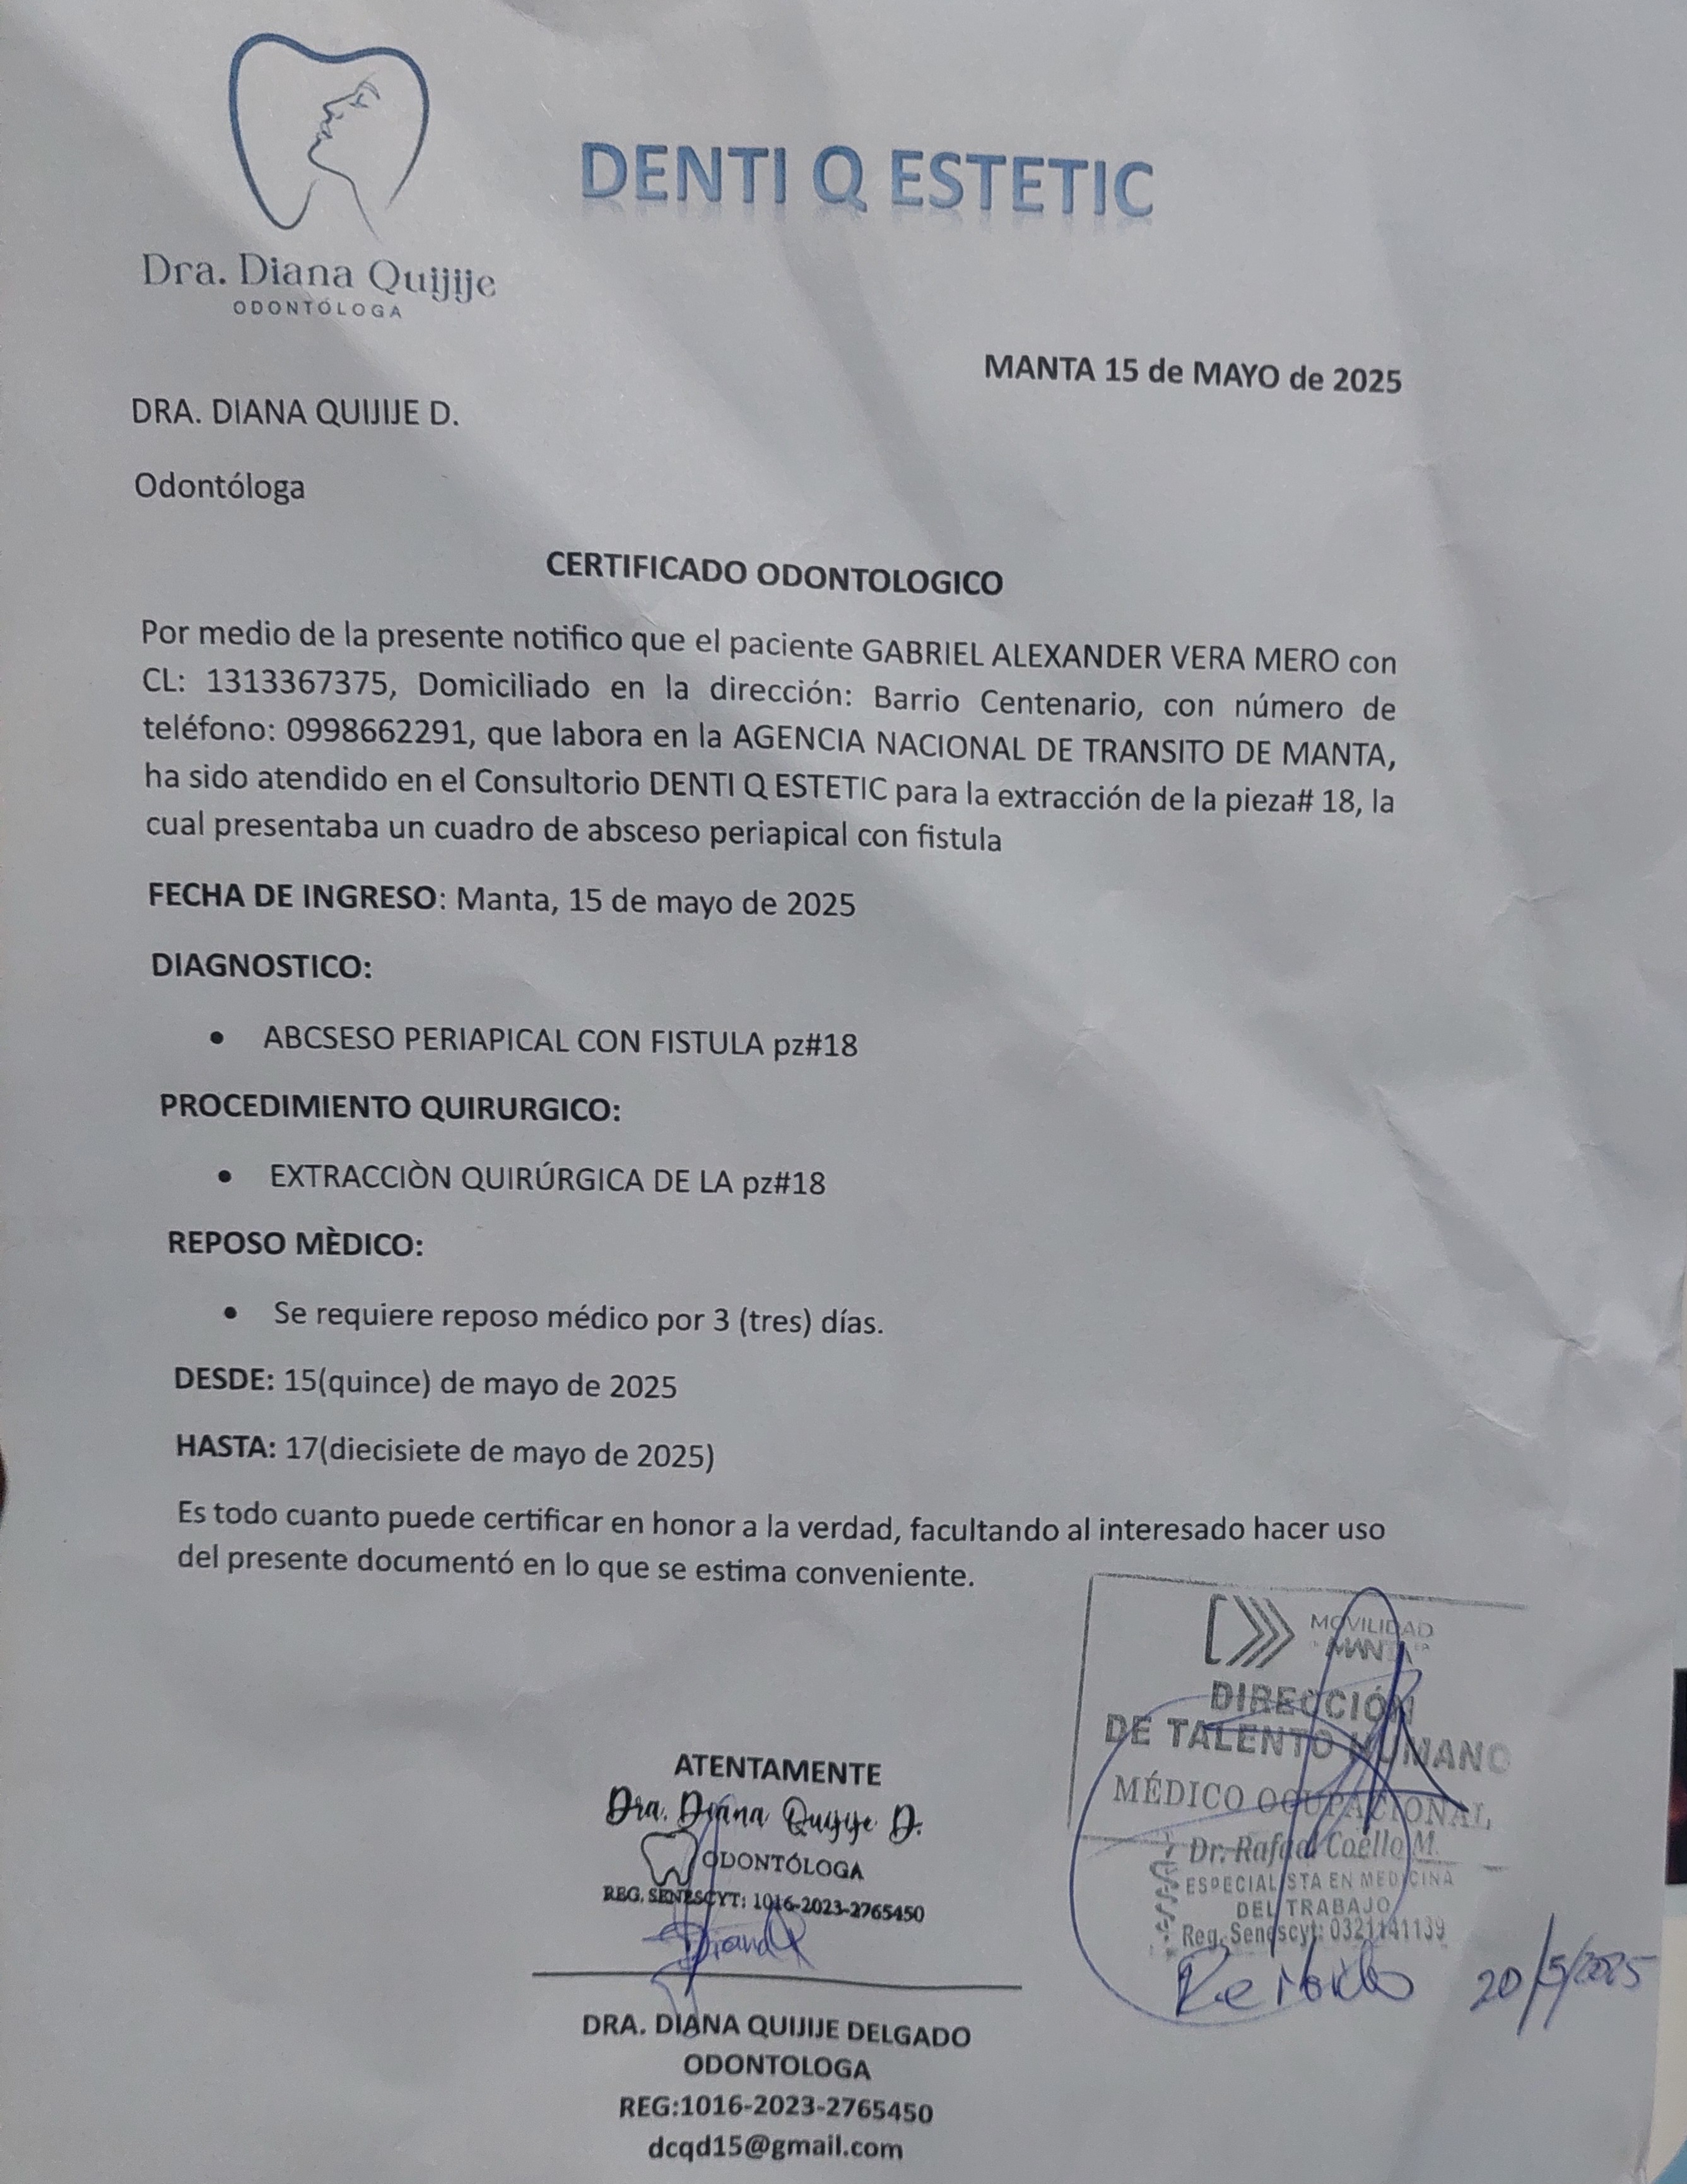 DENTI Q ESTETIC
Dra. Diana Quijije
ODONTÓLOGA
MANTA 15 de MAYO de 2025
DRA. DIANA QUIJIJE D.
Odontóloga
CERTIFICADO ODONTOLOGICO
Por medio de la presente notifico que el paciente GABRIEL ALEXANDER VERA MERO con
CL: 1313367375, Domiciliado en la dirección: Barrio Centenario, con número de
teléfono: 0998662291, que labora en la AGENCIA NACIONAL DE TRANSITO DE MANTA,
ha sido atendido en el Consultorio DENTI Q ESTETIC para la extracción de la pieza# 18, la
cual presentaba un cuadro de absceso periapical con fistula
FECHA DE INGRESO: Manta, 15 de mayo de 2025
DIAGNOSTICO:
• ABCSESO PERIAPICAL CON FISTULA pz#18
PROCEDIMIENTO QUIRURGICO:
• EXTRACCIÒN QUIRÚRGICA DE LA pz#18
REPOSO MÈDICO:
• Se requiere reposo médico por 3 (tres) días.
DESDE: 15(quince) de mayo de 2025
HASTA: 17(diecisiete de mayo de 2025)
Es todo cuanto puede certificar en honor a la verdad, facultando al interesado hacer uso
del presente documentó en lo que se estima conveniente.
MOVILIDAD
MANTA
DIRECCIÓN
DE TALENTO HUMANO
MÉDICO OCUPACIONAL
Dr. Rafael Coello M.
ESPECIALISTA EN MEDICINA
DEL TRABAJO
Reg. Senescyt: 0321141139
Recibido 20/5/2025
ATENTAMENTE
Dra. Diana Quijije D.
ODONTÓLOGA
REG. SENESCYT: 1016-2023-2765450
DianaQ
DRA. DIANA QUIJIJE DELGADO
ODONTOLOGA
REG:1016-2023-2765450
dcqd15@gmail.com